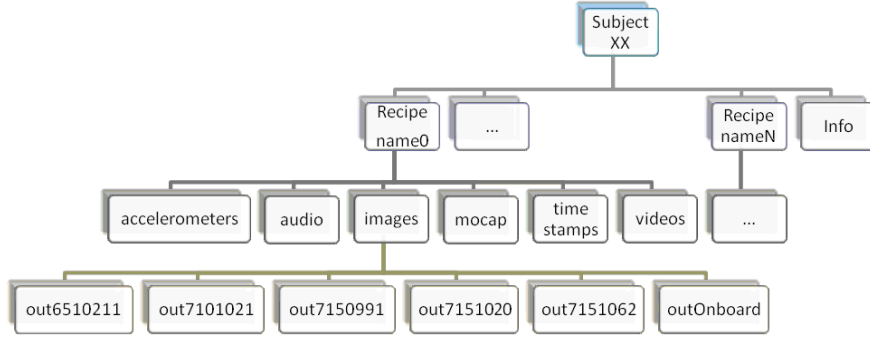 Subject
XX
Recipe
name0
...
Recipe
nameN
Info
accelerometers
audio
images
mocap
time
stamps
videos
...
out6510211
out7101021
out7150991
out7151020
out7151062
outOnboard